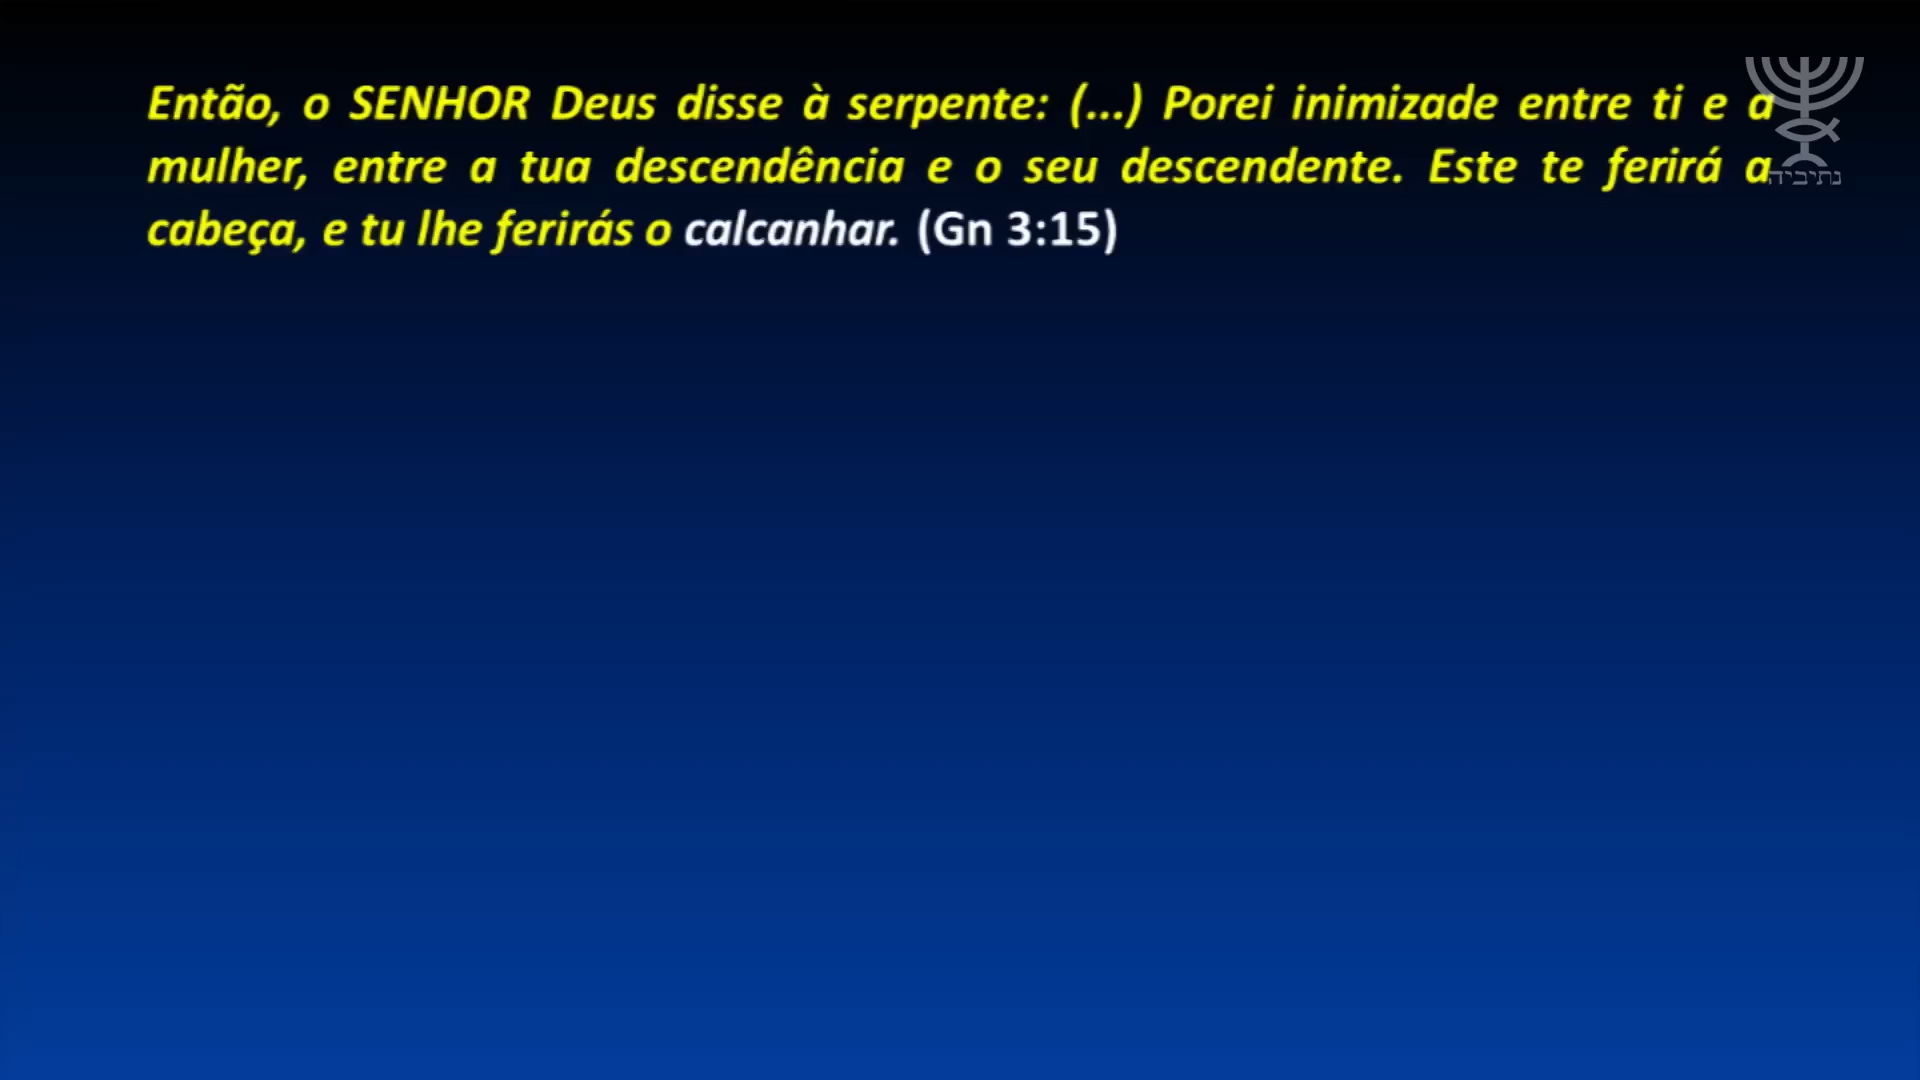 Então, o SENHOR Deus disse à serpente: (...) Porei inimizade entre ti e a
mulher, entre a tua descendência e o seu descendente. Este te ferirá a
cabeça, e tu lhe ferirás o calcanhar. (Gn 3:15)
נתיביה